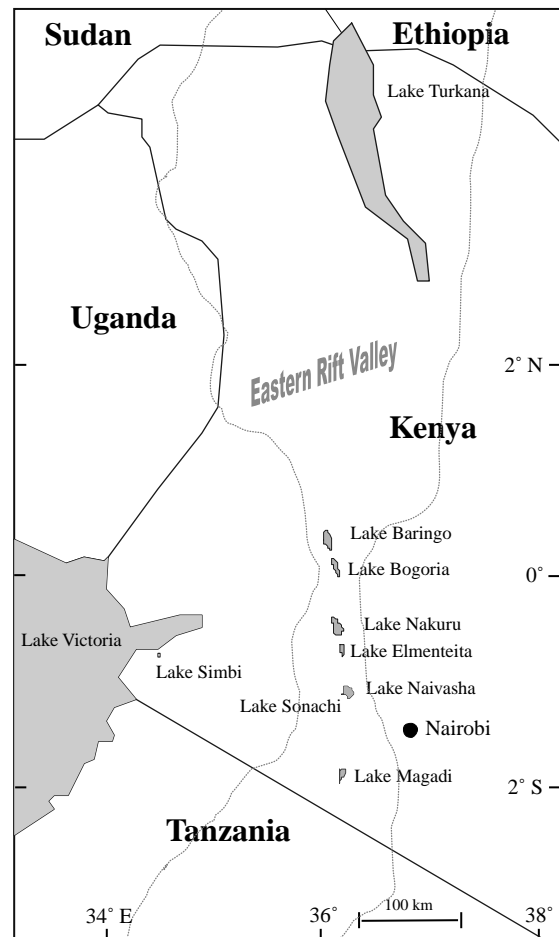 Sudan
Ethiopia
Lake Turkana
Uganda
Eastern Rift Valley
2° N
Kenya
Lake Baringo
Lake Bogoria
0°
Lake Nakuru
Lake Victoria
Lake Elmenteita
Lake Simbi
Lake Naivasha
Lake Sonachi
Nairobi
Lake Magadi
2° S
Tanzania
34° E
36°
100 km
38°